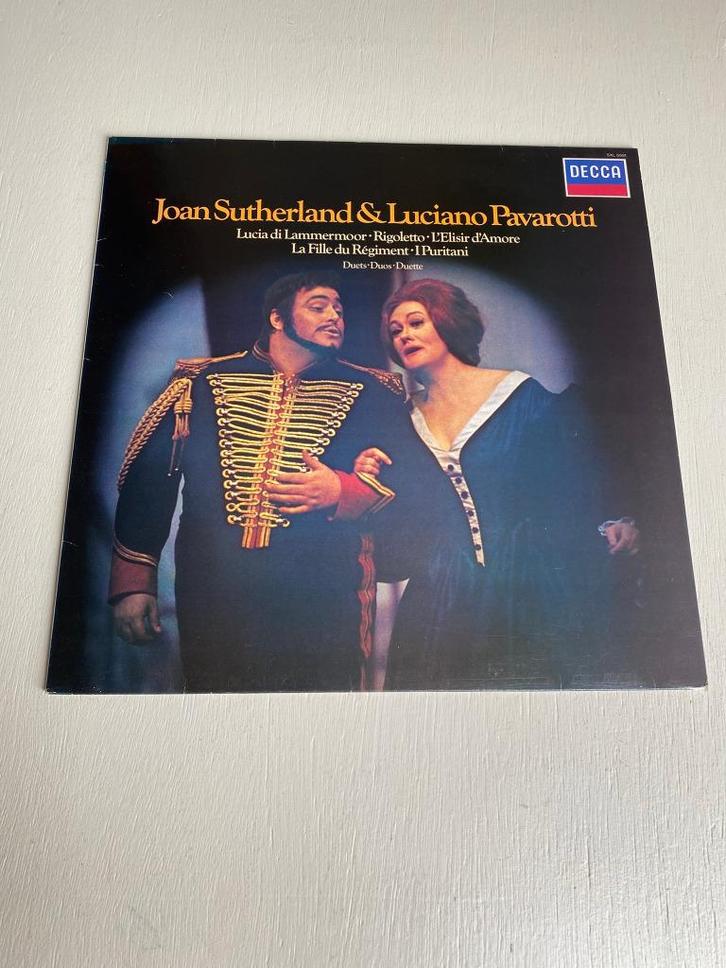 DECCA
Joan Sutherland & Luciano Pavarotti
Lucia di Lammermoor · Rigoletto · L'Elisir d'Amore
La Fille du Régiment · I Puritani
Duets · Duos · Duette